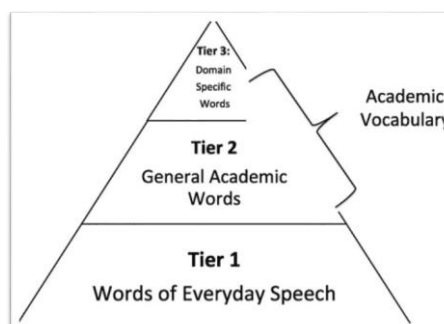 Tier 3:
Domain
Specific
Words
Academic
Vocabulary
Tier 2
General Academic
Words
Tier 1
Words of Everyday Speech